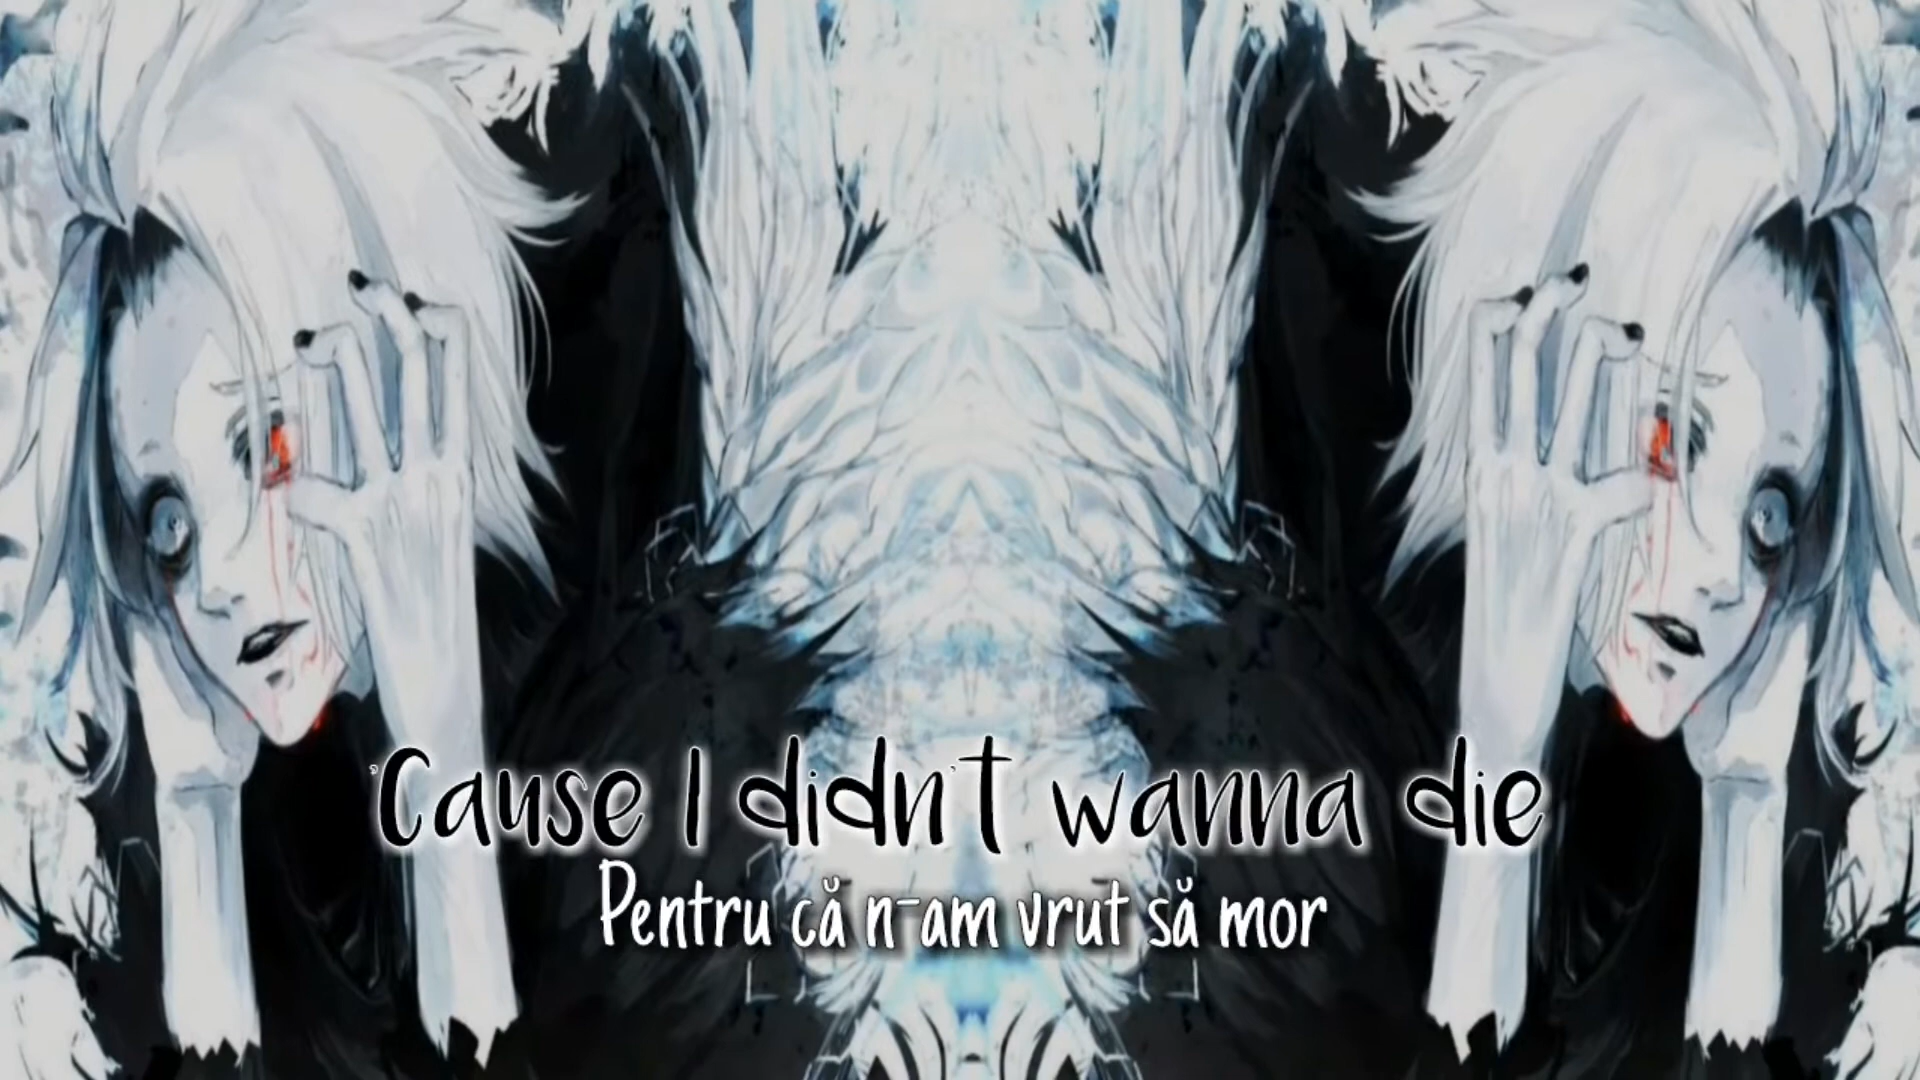 'Cause I didn't wanna die
Pentru că n-am vrut să mor